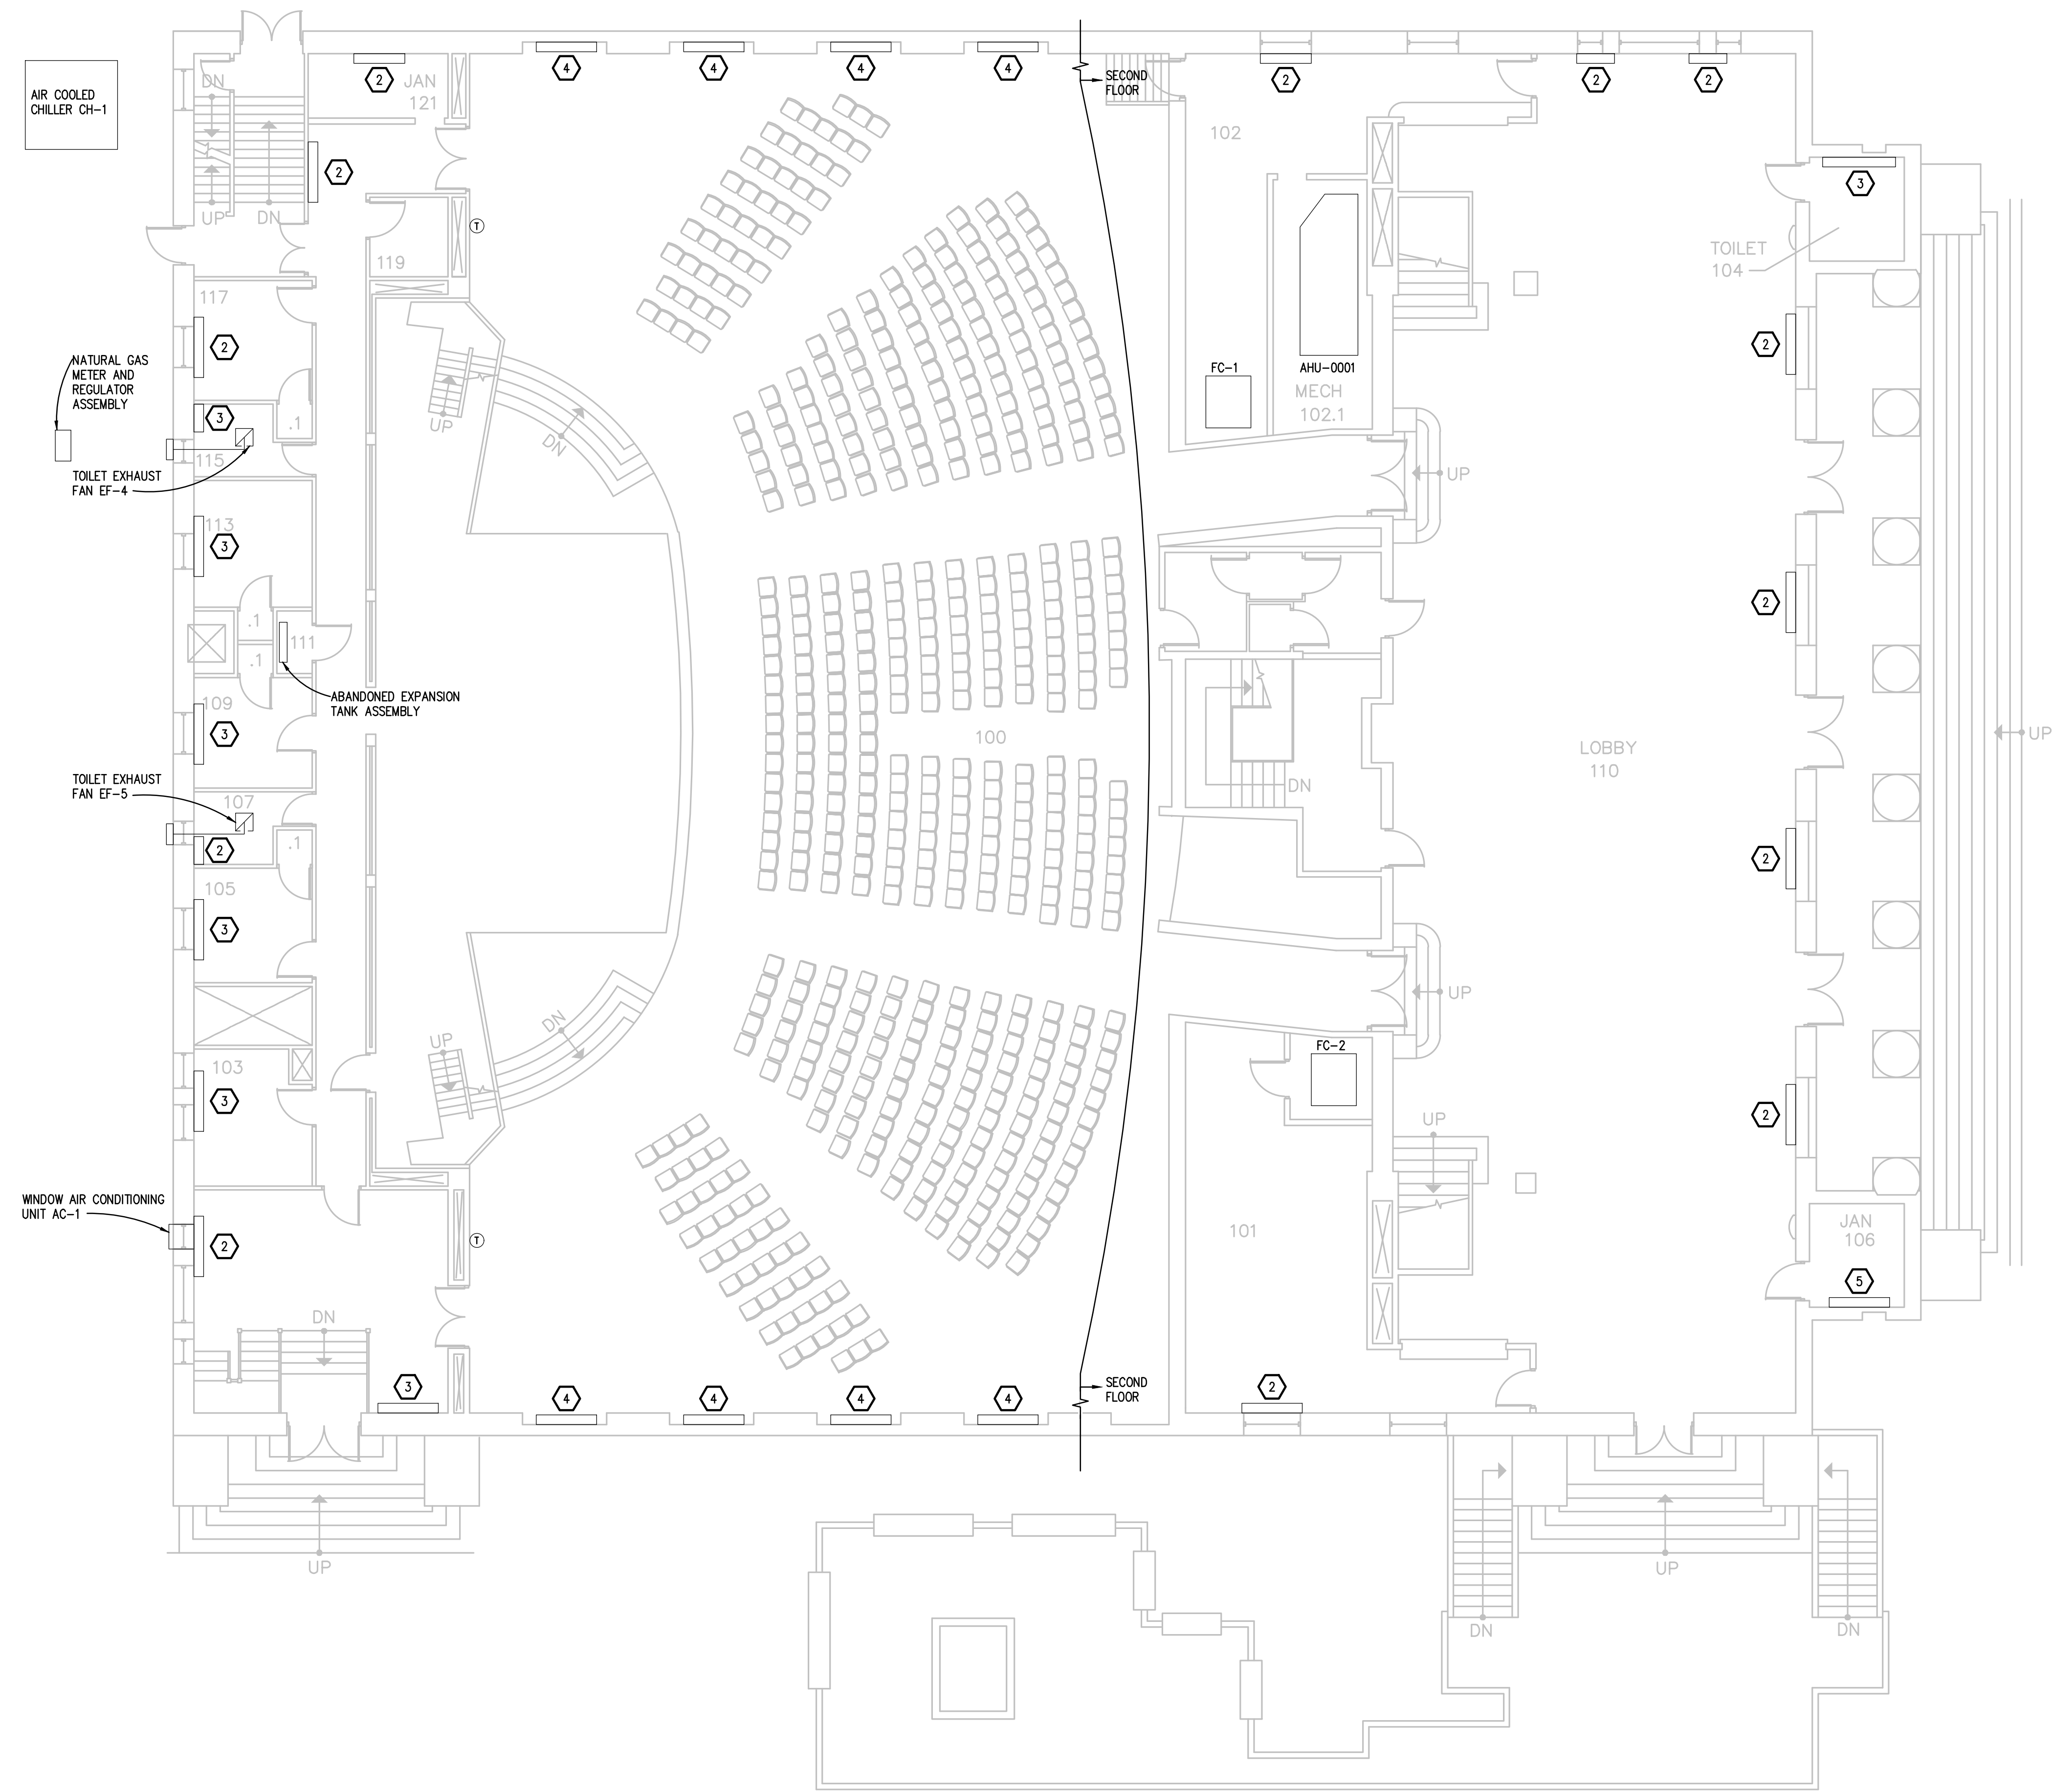 AIR COOLED
CHILLER CH-1
DN
UP
DN
2
JAN
121
2
4
4
4
4
SECOND
FLOOR
2
2
2
102
T
119
3
TOILET
104
117
2
NATURAL GAS
METER AND
REGULATOR
ASSEMBLY
3
.1
115
TOILET EXHAUST
FAN EF-4
UP
DN
FC-1
AHU-0001
MECH
102.1
2
UP
113
3
.1
111
.1
2
109
3
ABANDONED EXPANSION
TANK ASSEMBLY
100
LOBBY
110
UP
DN
TOILET EXHAUST
FAN EF-5
107
2
.1
2
105
3
UP
DN
UP
103
3
FC-2
2
UP
WINDOW AIR CONDITIONING
UNIT AC-1
2
T
101
JAN
106
5
DN
3
4
4
4
4
SECOND
FLOOR
2
UP
UP
DN
DN